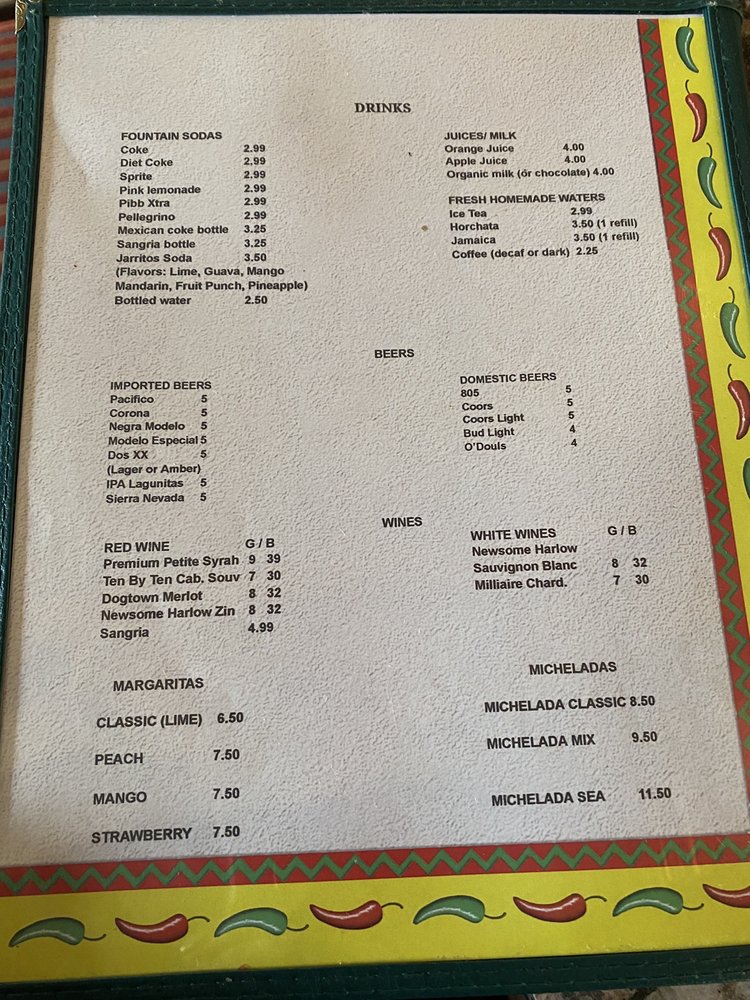 DRINKS
FOUNTAIN SODAS
Coke 2.99
Diet Coke 2.99
Sprite 2.99
Pink lemonade 2.99
Pibb Xtra 2.99
Pellegrino 2.99
Mexican coke bottle 3.25
Sangria bottle 3.25
Jarritos Soda 3.50
(Flavors: Lime, Guava, Mango
Mandarin, Fruit Punch, Pineapple)
Bottled water 2.50
JUICES/ MILK
Orange Juice 4.00
Apple Juice 4.00
Organic milk (őr chocolate) 4.00
FRESH HOMEMADE WATERS
Ice Tea 2.99
Horchata 3.50 (1 refill)
Jamaica 3.50 (1 refill)
Coffee (decaf or dark) 2.25
BEERS
IMPORTED BEERS
Pacifico 5
Corona 5
Negra Modelo 5
Modelo Especial 5
Dos XX 5
(Lager or Amber)
IPA Lagunitas 5
Sierra Nevada 5
DOMESTIC BEERS
805 5
Coors 5
Coors Light 5
Bud Light 4
O'Douls 4
WINES
RED WINE G / B
Premium Petite Syrah 9 39
Ten By Ten Cab. Souv 7 30
Dogtown Merlot 8 32
Newsome Harlow Zin 8 32
Sangria 4.99
WHITE WINES G / B
Newsome Harlow
Sauvignon Blanc 8 32
Milliaire Chard. 7 30
MARGARITAS
CLASSIC (LIME) 6.50
PEACH 7.50
MANGO 7.50
STRAWBERRY 7.50
MICHELADAS
MICHELADA CLASSIC 8.50
MICHELADA MIX 9.50
MICHELADA SEA 11.50